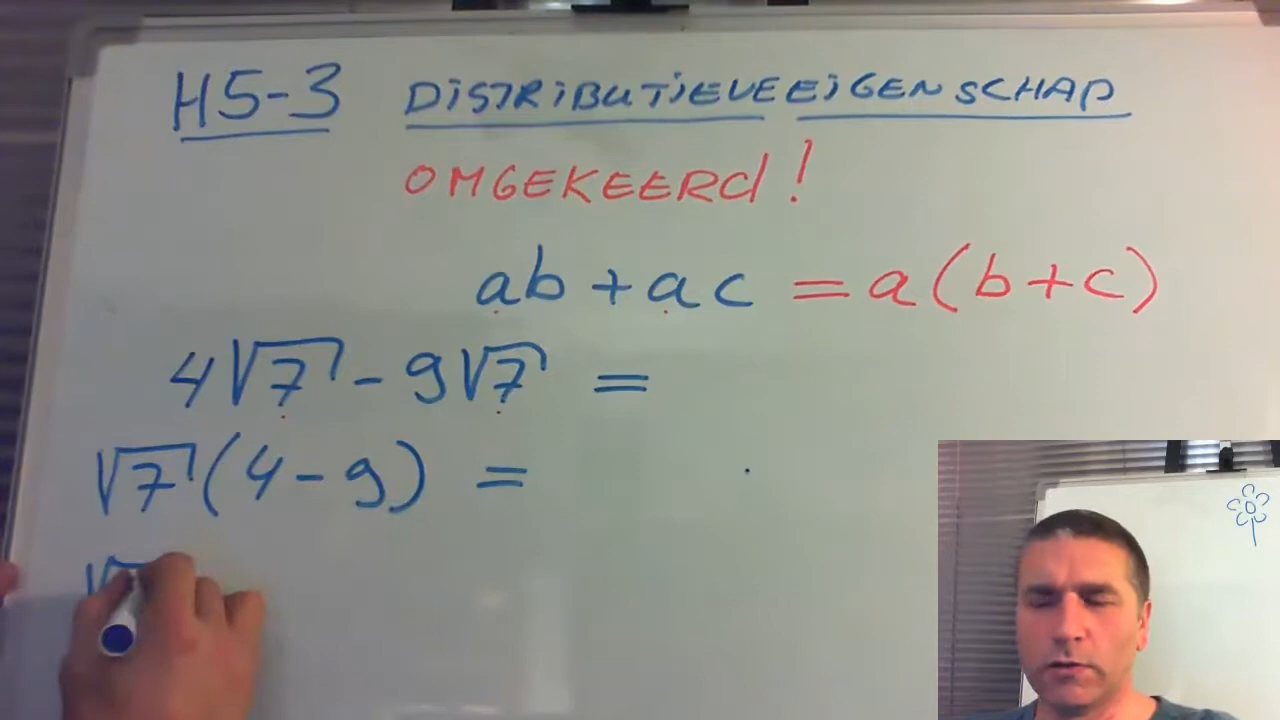 H5-3 DISTRIBUTIEVE EIGENSCHAP
OMGEKEERd!
ab + ac = a(b+c)
4√7 - 9√7 =
√7(4-9) =
√